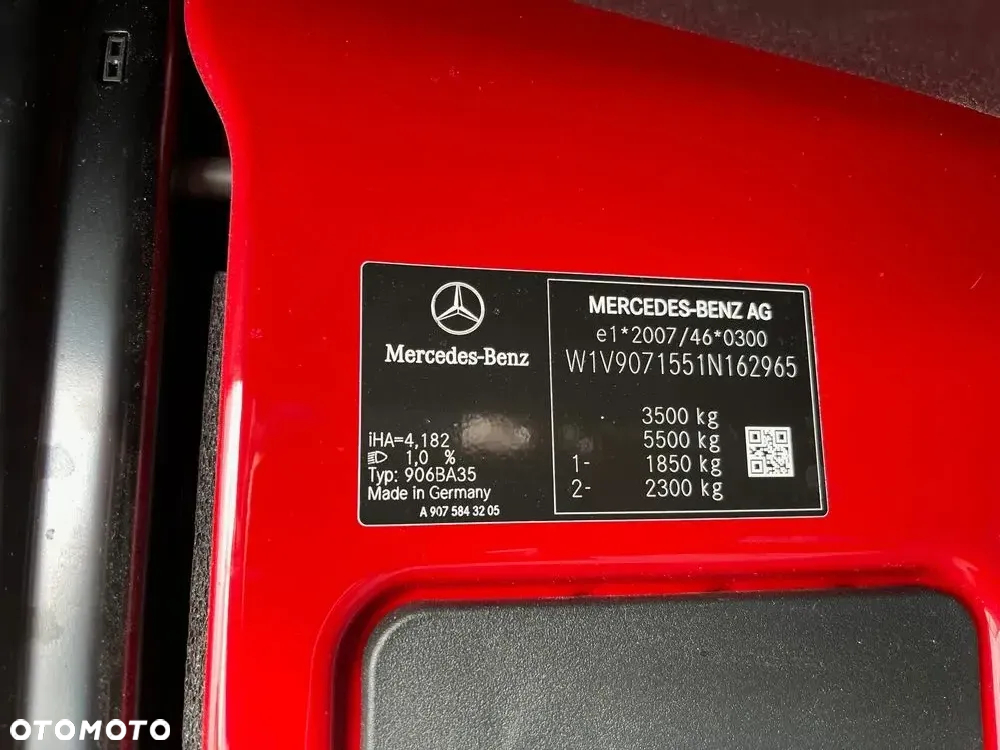 Mercedes-Benz
iHA=4,182
1,0 %
Typ: 906BA35
Made in Germany
A 907 584 32 05
MERCEDES-BENZ AG
e1*2007/46*0300
W1V9071551N162965
3500 kg
5500 kg
1- 1850 kg
2- 2300 kg
OTOMOTO